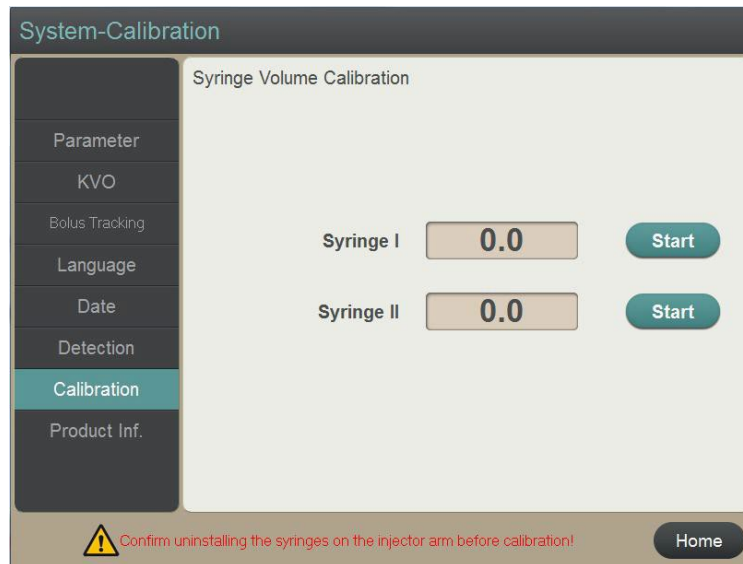 System-Calibration
Syringe Volume Calibration
Parameter
KVO
Bolus Tracking
Language
Date
Detection
Calibration
Product Inf.
Syringe I 0.0 Start
Syringe II 0.0 Start
Confirm uninstalling the syringes on the injector arm before calibration!
Home